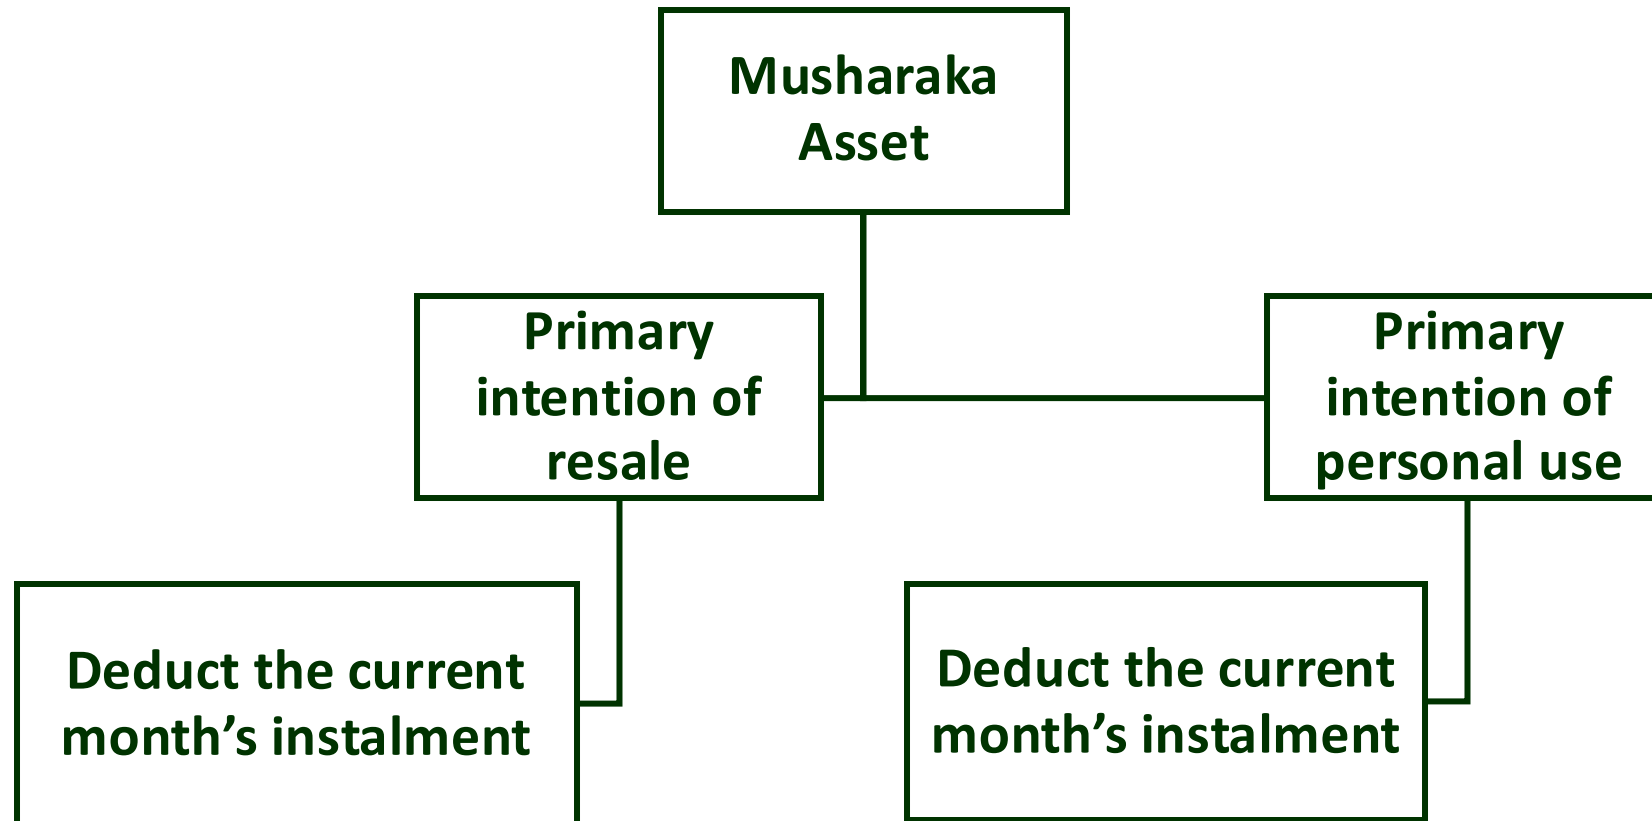 Musharaka
Asset
Primary
intention of
resale
Primary
intention of
personal use
Deduct the current
month’s instalment
Deduct the current
month’s instalment